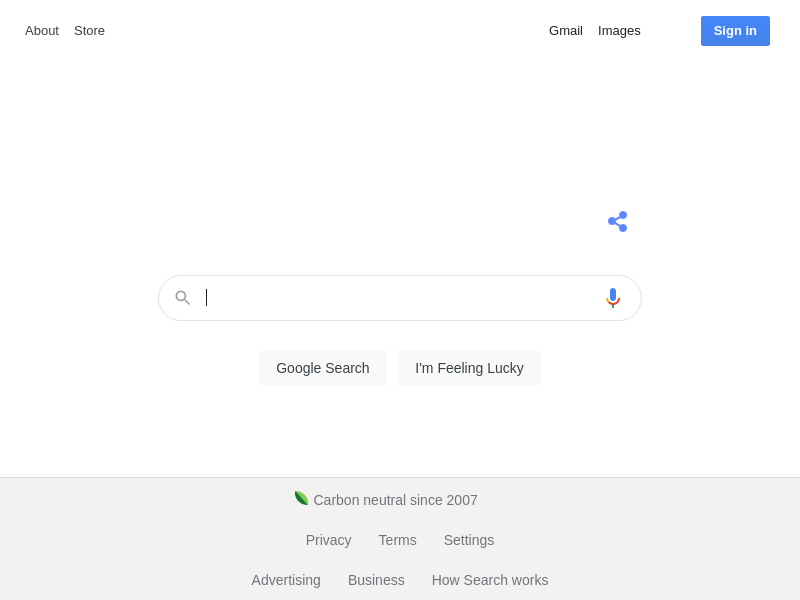 About Store Gmail Images Sign in
Google Search I'm Feeling Lucky
Carbon neutral since 2007
Privacy Terms Settings
Advertising Business How Search works